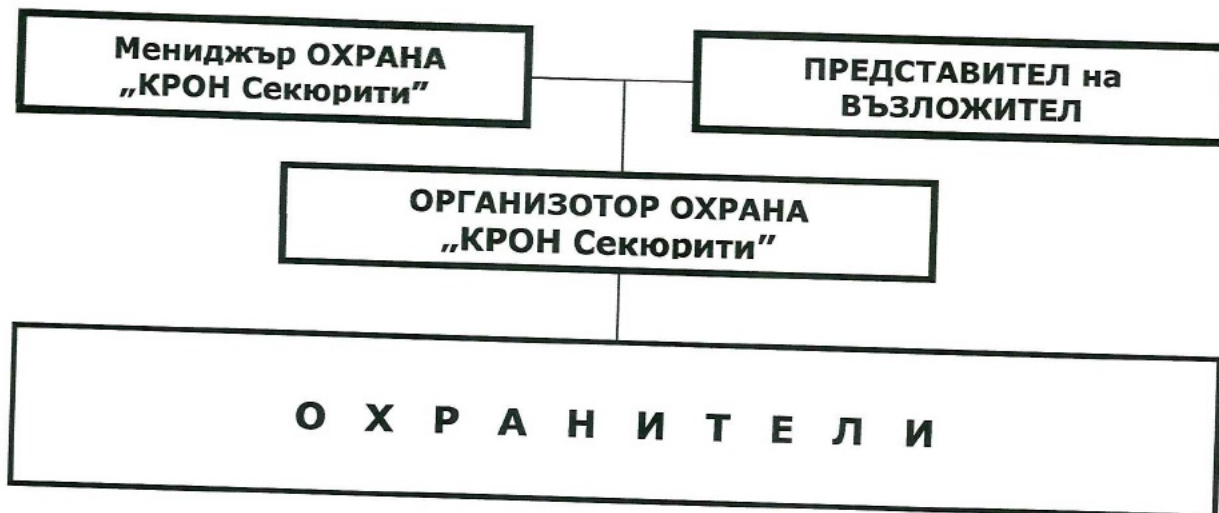 Мениджър ОХРАНА
„КРОН Секюрити”
ПРЕДСТАВИТЕЛ на
ВЪЗЛОЖИТЕЛ
ОРГАНИЗОТОР ОХРАНА
„КРОН Секюрити”
О Х Р А Н И Т Е Л И